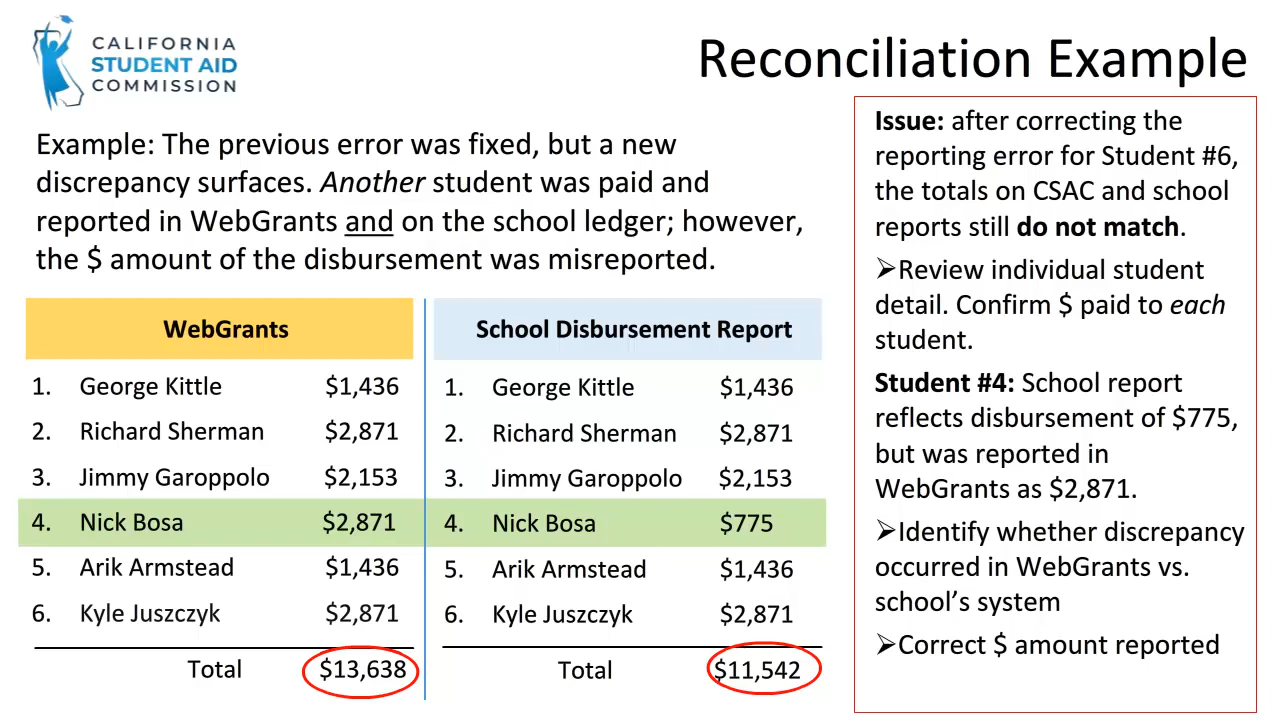 CALIFORNIA
STUDENT AID
COMMISSION
Reconciliation Example
Example: The previous error was fixed, but a new
discrepancy surfaces. Another student was paid and
reported in WebGrants and on the school ledger; however,
the $ amount of the disbursement was misreported.
WebGrants
1. George Kittle $1,436
2. Richard Sherman $2,871
3. Jimmy Garoppolo $2,153
4. Nick Bosa $2,871
5. Arik Armstead $1,436
6. Kyle Juszczyk $2,871
Total $13,638
School Disbursement Report
1. George Kittle $1,436
2. Richard Sherman $2,871
3. Jimmy Garoppolo $2,153
4. Nick Bosa $775
5. Arik Armstead $1,436
6. Kyle Juszczyk $2,871
Total $11,542
Issue: after correcting the
reporting error for Student #6,
the totals on CSAC and school
reports still do not match.
➢Review individual student
detail. Confirm $ paid to each
student.
Student #4: School report
reflects disbursement of $775,
but was reported in
WebGrants as $2,871.
➢Identify whether discrepancy
occurred in WebGrants vs.
school’s system
➢Correct $ amount reported